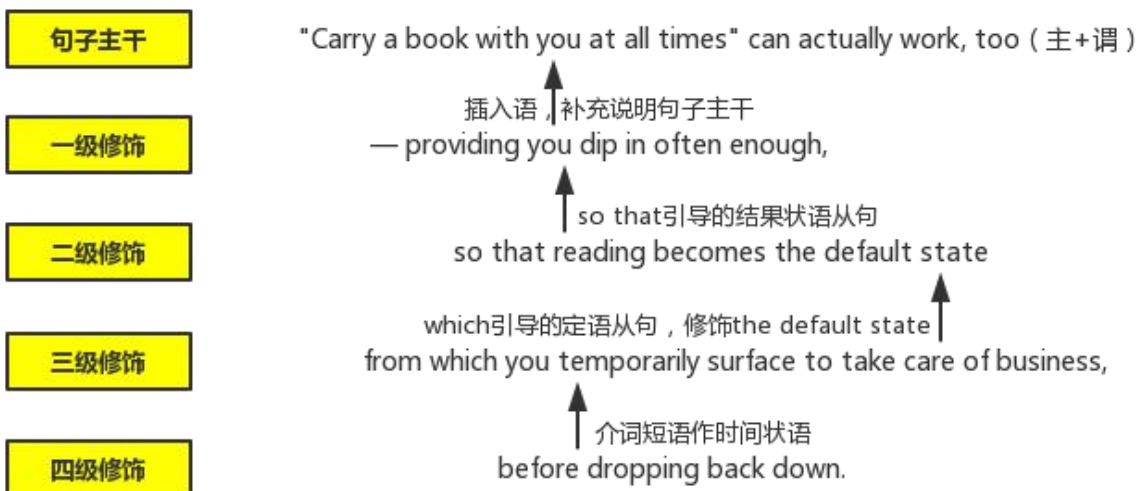 句子主干
"Carry a book with you at all times" can actually work, too（主+谓）
插入语，补充说明句子主干
一级修饰
— providing you dip in often enough,
so that引导的结果状语从句
二级修饰
so that reading becomes the default state
which引导的定语从句，修饰the default state
三级修饰
from which you temporarily surface to take care of business,
介词短语作时间状语
四级修饰
before dropping back down.